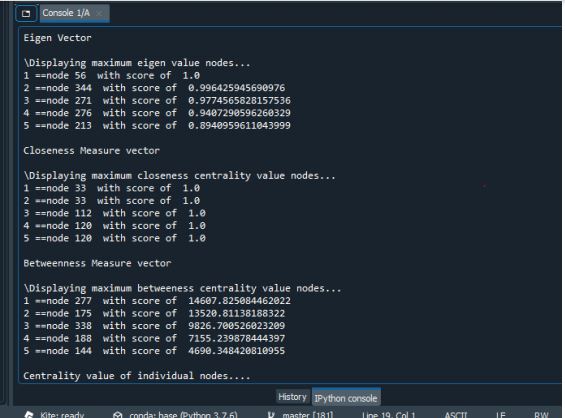 Console 1/A
Eigen Vector
\Displaying maximum eigen value nodes...
1 ==node 56 with score of 1.0
2 ==node 344 with score of 0.996425945690976
3 ==node 271 with score of 0.9774565828157536
4 ==node 276 with score of 0.9407290596260329
5 ==node 213 with score of 0.8940959611043999
Closeness Measure vector
\Displaying maximum closeness centrality value nodes...
1 ==node 33 with score of 1.0
2 ==node 33 with score of 1.0
3 ==node 112 with score of 1.0
4 ==node 120 with score of 1.0
5 ==node 120 with score of 1.0
Betweenness Measure vector
\Displaying maximum betweeness centrality value nodes...
1 ==node 277 with score of 14607.825084462022
2 ==node 175 with score of 13520.81138188322
3 ==node 338 with score of 9826.700526023209
4 ==node 188 with score of 7155.239878444397
5 ==node 144 with score of 4690.348420810955
Centrality value of individual nodes....
History IPython console
Kite: ready conda: base (Python 3.7.6) master [181] Line 19, Col 1 ASCII LF RW